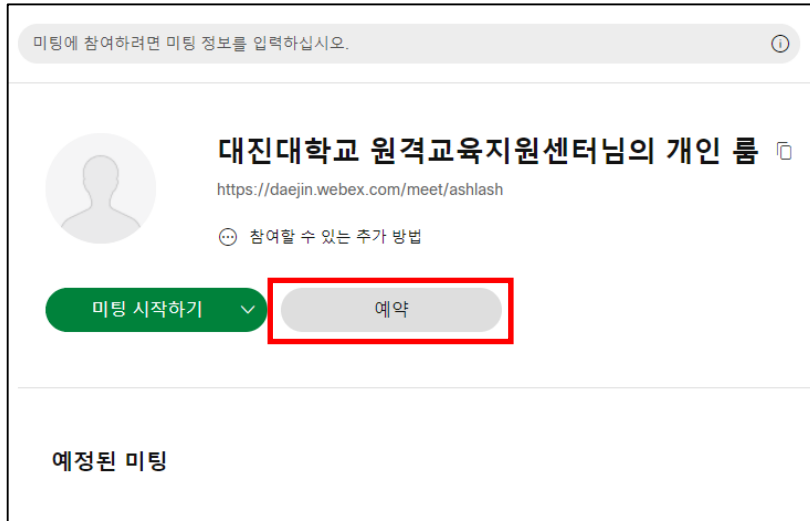 미팅에 참여하려면 미팅 정보를 입력하십시오.
대진대학교 원격교육지원센터님의 개인 룸
https://daejin.webex.com/meet/ashlash
참여할 수 있는 추가 방법
미팅 시작하기
예약
예정된 미팅